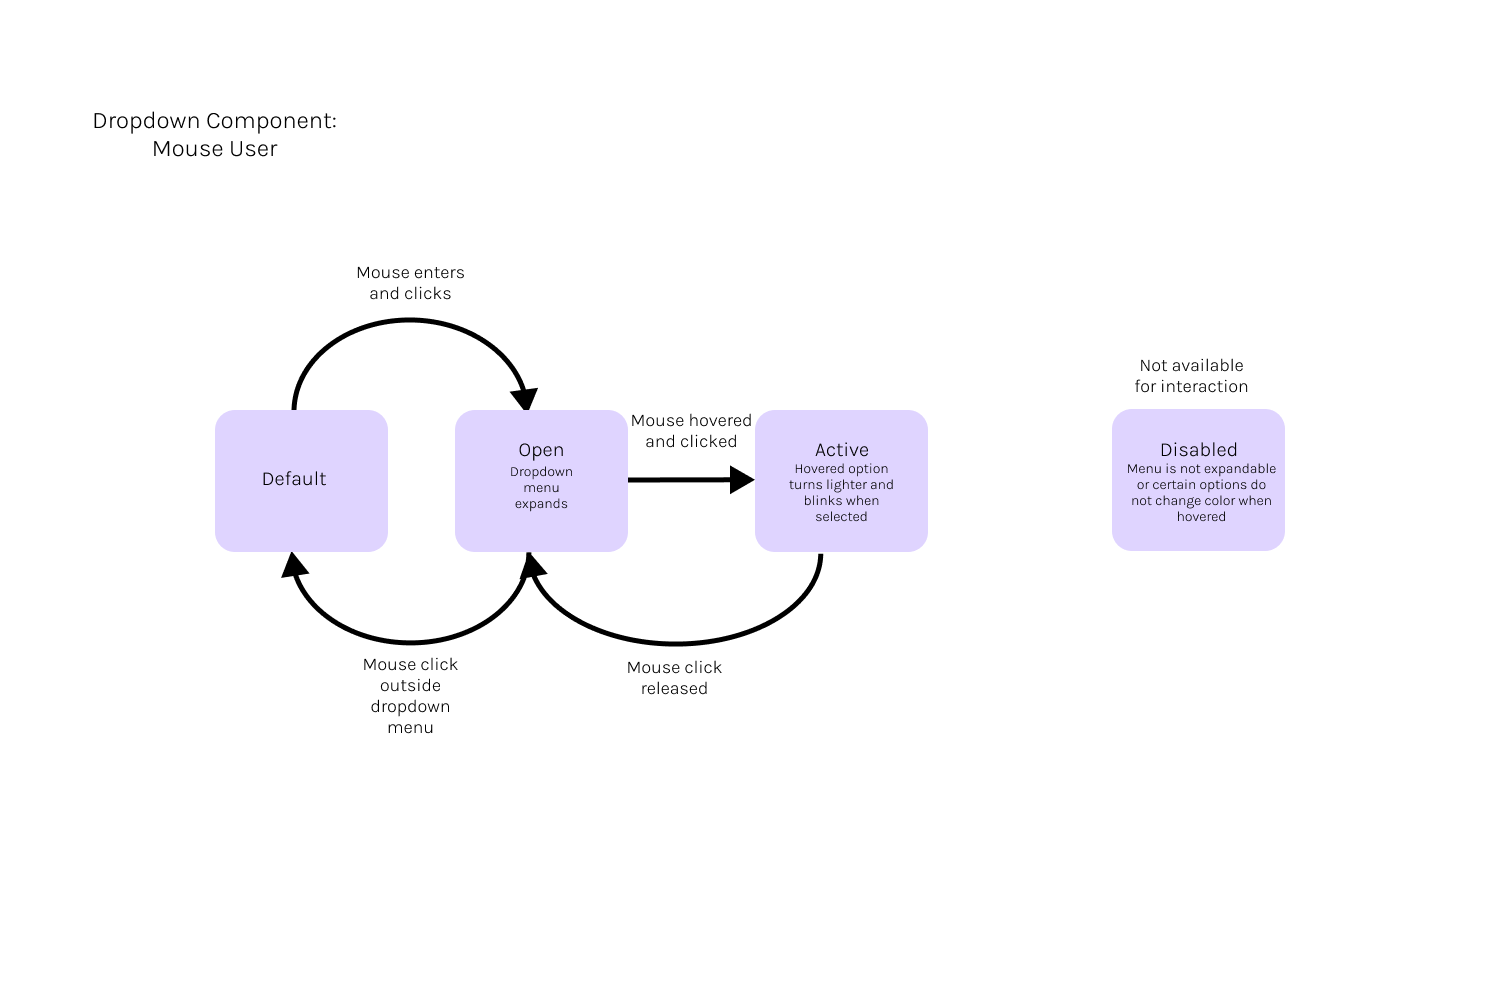 Dropdown Component:
Mouse User
Mouse enters
and clicks
Default
Open
Dropdown
menu
expands
Mouse hovered
and clicked
Active
Hovered option
turns lighter and
blinks when
selected
Mouse click
outside
dropdown
menu
Mouse click
released
Not available
for interaction
Disabled
Menu is not expandable
or certain options do
not change color when
hovered